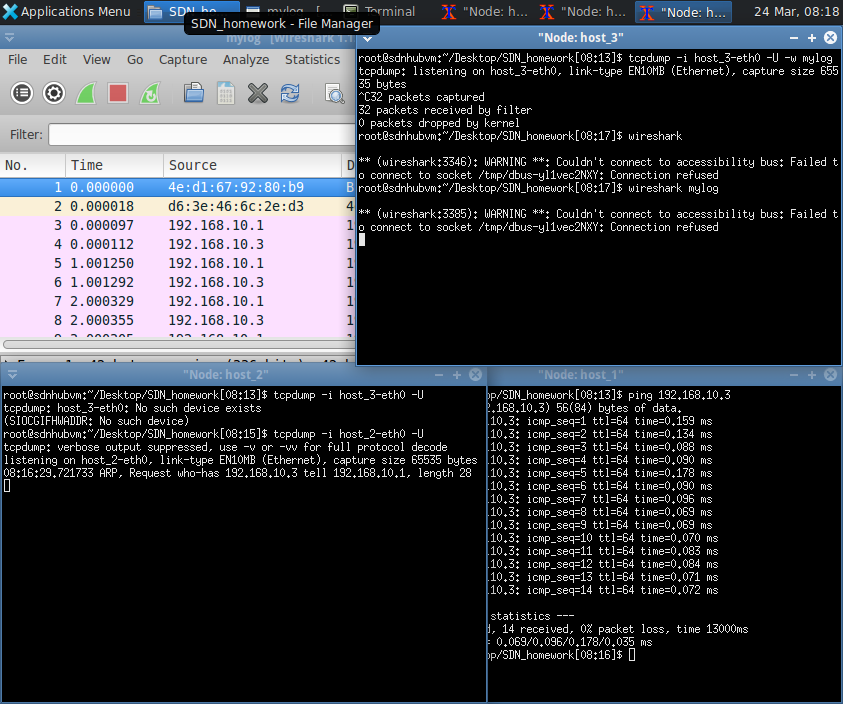 Applications Menu
SDN_ho...
mylog [...
Terminal
"Node: h...
"Node: h...
"Node: h...
24 Mar, 08:18
SDN_homework - File Manager
mylog [Wireshark 1.1
File Edit View Go Capture Analyze Statistics
Filter:
No. Time Source D
1 0.000000 4e:d1:67:92:80:b9 B
2 0.000018 d6:3e:46:6c:2e:d3 4
3 0.000097 192.168.10.1 1
4 0.000112 192.168.10.3 1
5 1.001250 192.168.10.1 1
6 1.001292 192.168.10.3 1
7 2.000329 192.168.10.1 1
8 2.000355 192.168.10.3 1
"Node: host_3"
root@sdnhubvm:~/Desktop/SDN_homework[08:13]$ tcpdump -i host_3-eth0 -U -w mylog
tcpdump: listening on host_3-eth0, link-type EN10MB (Ethernet), capture size 655
35 bytes
^C32 packets captured
32 packets received by filter
0 packets dropped by kernel
root@sdnhubvm:~/Desktop/SDN_homework[08:17]$ wireshark
** (wireshark:3346): WARNING **: Couldn't connect to accessibility bus: Failed t
o connect to socket /tmp/dbus-yl1vec2NXY: Connection refused
root@sdnhubvm:~/Desktop/SDN_homework[08:17]$ wireshark mylog
** (wireshark:3385): WARNING **: Couldn't connect to accessibility bus: Failed t
o connect to socket /tmp/dbus-yl1vec2NXY: Connection refused
"Node: host_2"
root@sdnhubvm:~/Desktop/SDN_homework[08:13]$ tcpdump -i host_3-eth0 -U
tcpdump: host_3-eth0: No such device exists
(SIOCGIFHWADDR: No such device)
root@sdnhubvm:~/Desktop/SDN_homework[08:15]$ tcpdump -i host_2-eth0 -U
tcpdump: verbose output suppressed, use -v or -vv for full protocol decode
listening on host_2-eth0, link-type EN10MB (Ethernet), capture size 65535 bytes
08:16:29.721733 ARP, Request who-has 192.168.10.3 tell 192.168.10.1, length 28
"Node: host_1"
op/SDN_homework[08:13]$ ping 192.168.10.3
2.168.10.3) 56(84) bytes of data.
.10.3: icmp_seq=1 ttl=64 time=0.159 ms
.10.3: icmp_seq=2 ttl=64 time=0.134 ms
.10.3: icmp_seq=3 ttl=64 time=0.088 ms
.10.3: icmp_seq=4 ttl=64 time=0.090 ms
.10.3: icmp_seq=5 ttl=64 time=0.178 ms
.10.3: icmp_seq=6 ttl=64 time=0.090 ms
.10.3: icmp_seq=7 ttl=64 time=0.096 ms
.10.3: icmp_seq=8 ttl=64 time=0.069 ms
.10.3: icmp_seq=9 ttl=64 time=0.069 ms
.10.3: icmp_seq=10 ttl=64 time=0.070 ms
.10.3: icmp_seq=11 ttl=64 time=0.083 ms
.10.3: icmp_seq=12 ttl=64 time=0.084 ms
.10.3: icmp_seq=13 ttl=64 time=0.071 ms
.10.3: icmp_seq=14 ttl=64 time=0.072 ms
statistics ---
d, 14 received, 0% packet loss, time 13000ms
= 0.069/0.096/0.178/0.035 ms
op/SDN_homework[08:16]$